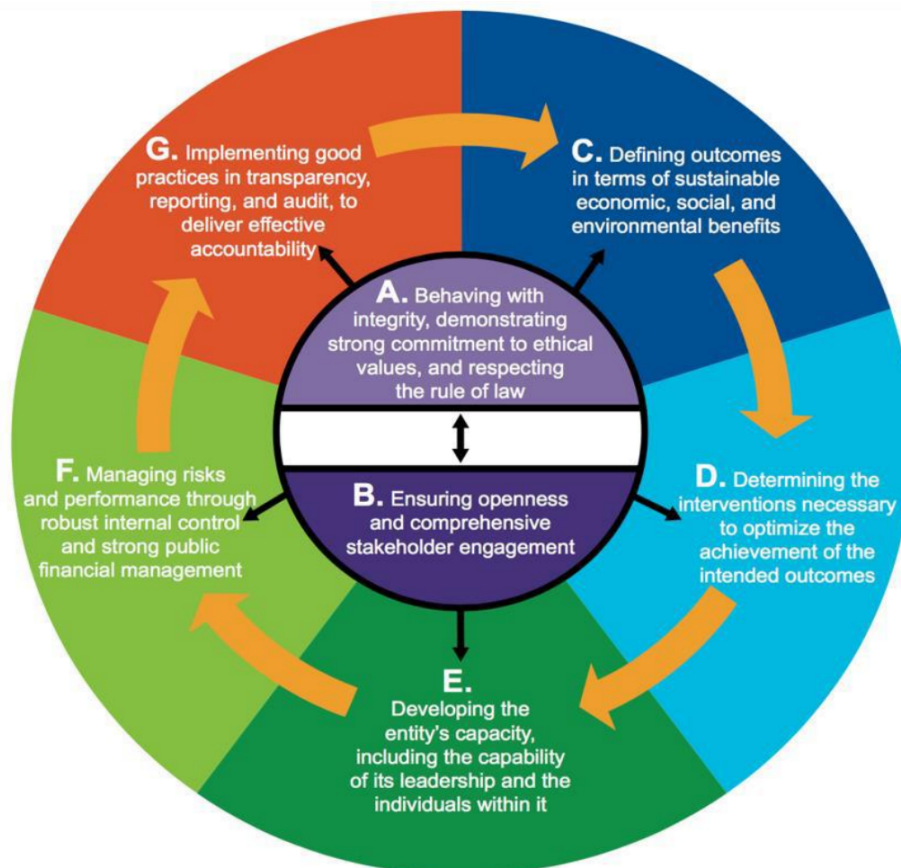 A. Behaving with
integrity, demonstrating
strong commitment to ethical
values, and respecting
the rule of law
B. Ensuring openness
and comprehensive
stakeholder engagement
C. Defining outcomes
in terms of sustainable
economic, social, and
environmental benefits
D. Determining the
interventions necessary
to optimize the
achievement of the
intended outcomes
E.
Developing the
entity's capacity,
including the capability
of its leadership and the
individuals within it
F. Managing risks
and performance through
robust internal control
and strong public
financial management
G. Implementing good
practices in transparency,
reporting, and audit, to
deliver effective
accountability